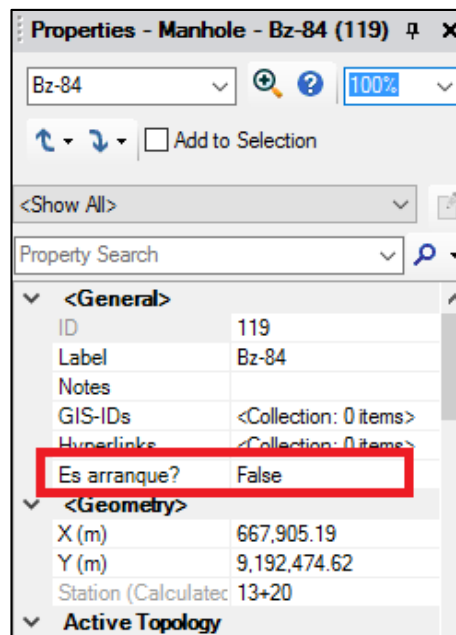 Properties - Manhole - Bz-84 (119)
Bz-84 100%
Add to Selection
<Show All>
Property Search
<General>
ID 119
Label Bz-84
Notes
GIS-IDs <Collection: 0 items>
Hyperlinks <Collection: 0 items>
Es arranque? False
<Geometry>
X (m) 667,905.19
Y (m) 9,192,474.62
Station (Calculated 13+20
Active Topology